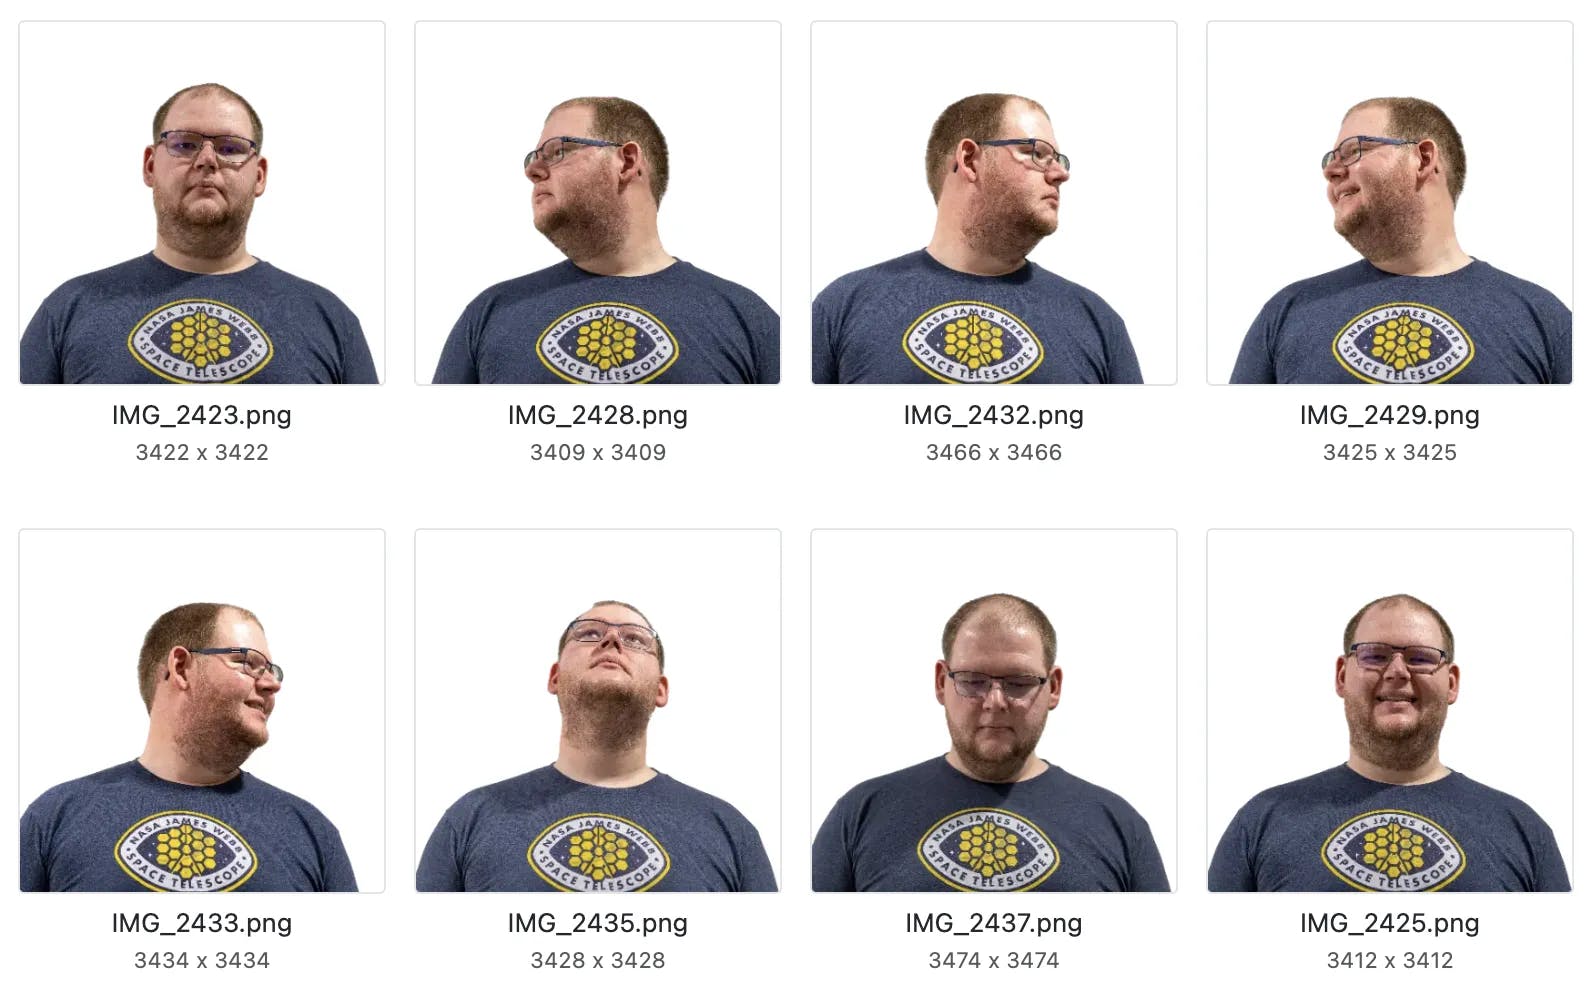 NASA JAMES WEBB
SPACE TELESCOPE
NASA JAMES WEBB
SPACE TELESCOPE
NASA JAMES WEBB
SPACE TELESCOPE
NASA JAMES WEBB
SPACE TELESCOPE
IMG_2423.png
IMG_2428.png
IMG_2432.png
IMG_2429.png
3422 x 3422
3409 x 3409
3466 x 3466
3425 x 3425
NASA JAMES WEBB
SPACE TELESCOPE
NASA JAMES WEBB
SPACE TELESCOPE
NASA JAMES WEBB
SPACE TELESCOPE
NASA JAMES WEBB
SPACE TELESCOPE
IMG_2433.png
IMG_2435.png
IMG_2437.png
IMG_2425.png
3434 x 3434
3428 x 3428
3474 x 3474
3412 x 3412